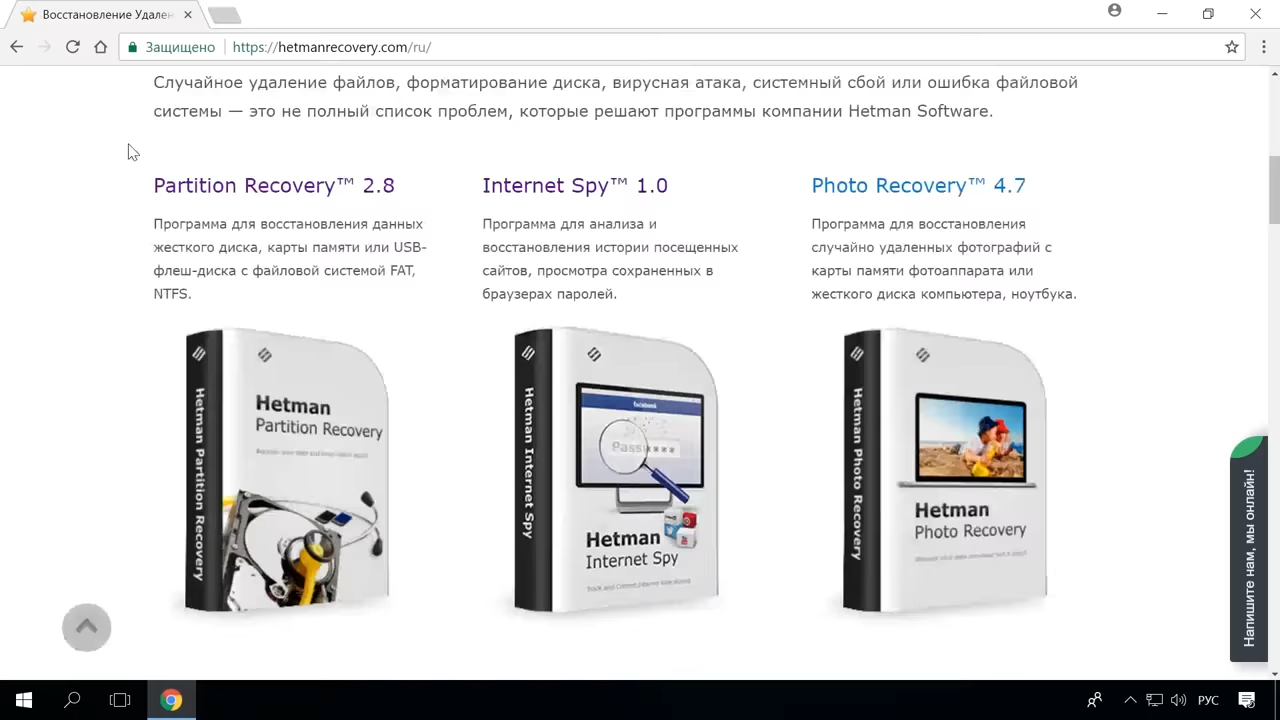 Восстановление Удален
Защищено
https://hetmanrecovery.com/ru/
Случайное удаление файлов, форматирование диска, вирусная атака, системный сбой или ошибка файловой
системы — это не полный список проблем, которые решают программы компании Hetman Software.
Partition Recovery™ 2.8
Программа для восстановления данных
жесткого диска, карты памяти или USB-
флеш-диска с файловой системой FAT,
NTFS.
Hetman Partition Recovery
Hetman
Partition Recovery
Internet Spy™ 1.0
Программа для анализа и
восстановления истории посещенных
сайтов, просмотра сохраненных в
браузерах паролей.
Hetman Internet Spy
facebook
Hetman
Internet Spy
Photo Recovery™ 4.7
Программа для восстановления
случайно удаленных фотографий с
карты памяти фотоаппарата или
жесткого диска компьютера, ноутбука.
Hetman Photo Recovery
Hetman
Photo Recovery
Напишите нам, мы онлайн!
РУС